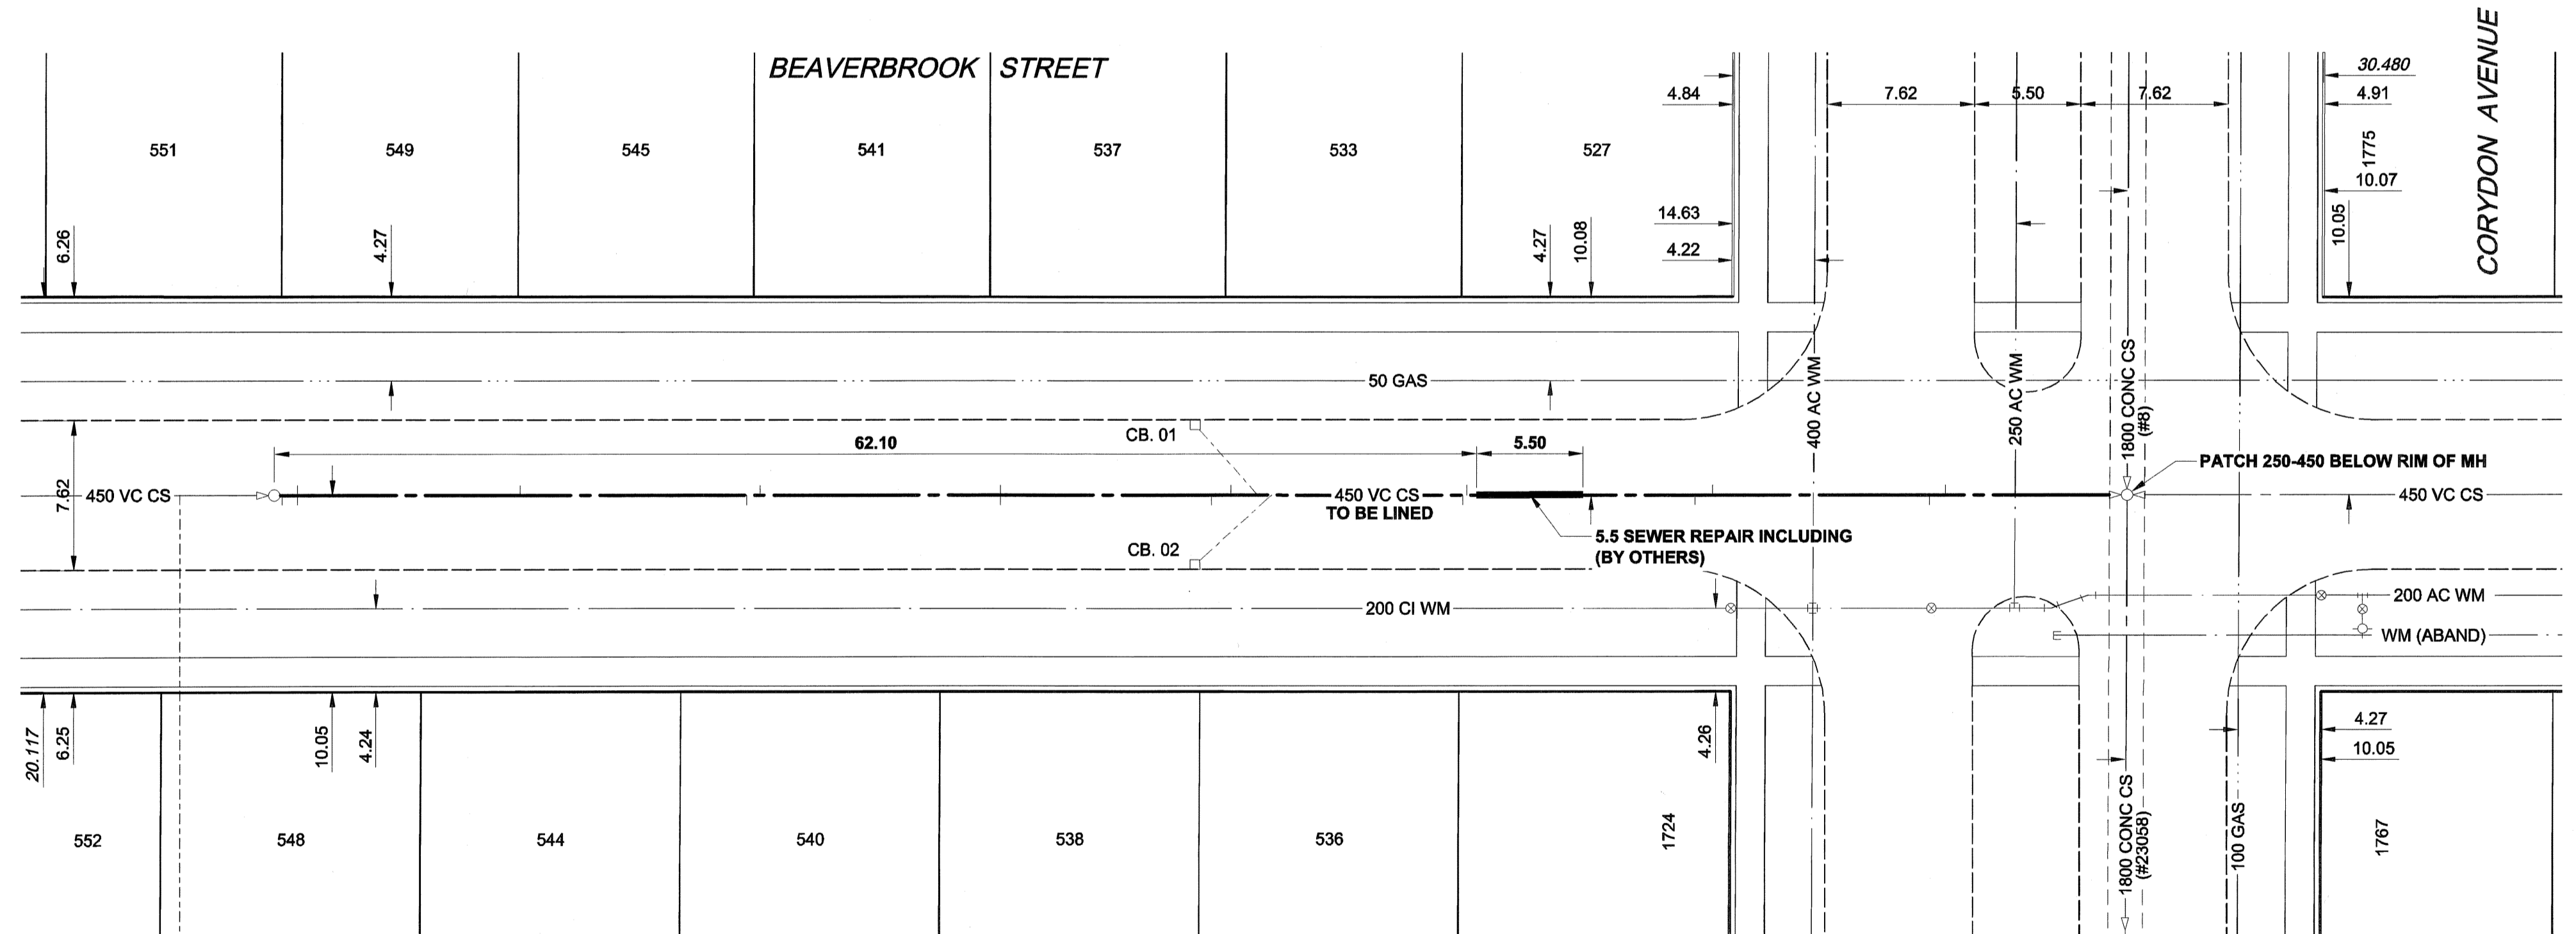 BEAVERBROOK STREET
CORYDON AVENUE
551
549
545
541
537
533
527
4.84
7.62
5.50
7.62
30.480
4.91
1775
10.07
10.05
6.26
4.27
4.27
10.08
14.63
4.22
50 GAS
400 AC WM
250 AC WM
1800 CONC CS
(#8)
CB. 01
62.10
5.50
PATCH 250-450 BELOW RIM OF MH
7.62
450 VC CS
450 VC CS
TO BE LINED
450 VC CS
5.5 SEWER REPAIR INCLUDING
(BY OTHERS)
CB. 02
200 CI WM
200 AC WM
WM (ABAND)
20.117
6.25
10.05
4.24
4.26
4.27
10.05
552
548
544
540
538
536
1724
1800 CONC CS
(#23058)
100 GAS
1767